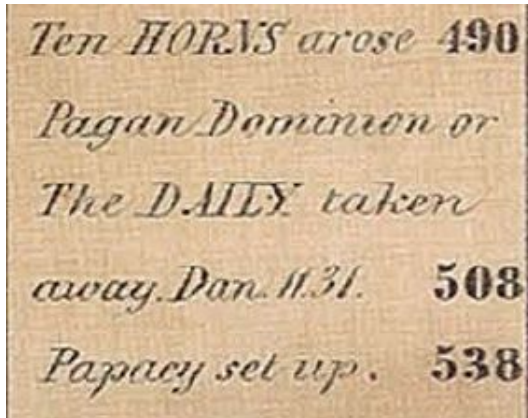 Ten HORNS arose 490
Pagan Dominion or
The DAILY taken
away. Dan. 11.31. 508
Papacy set up. 538